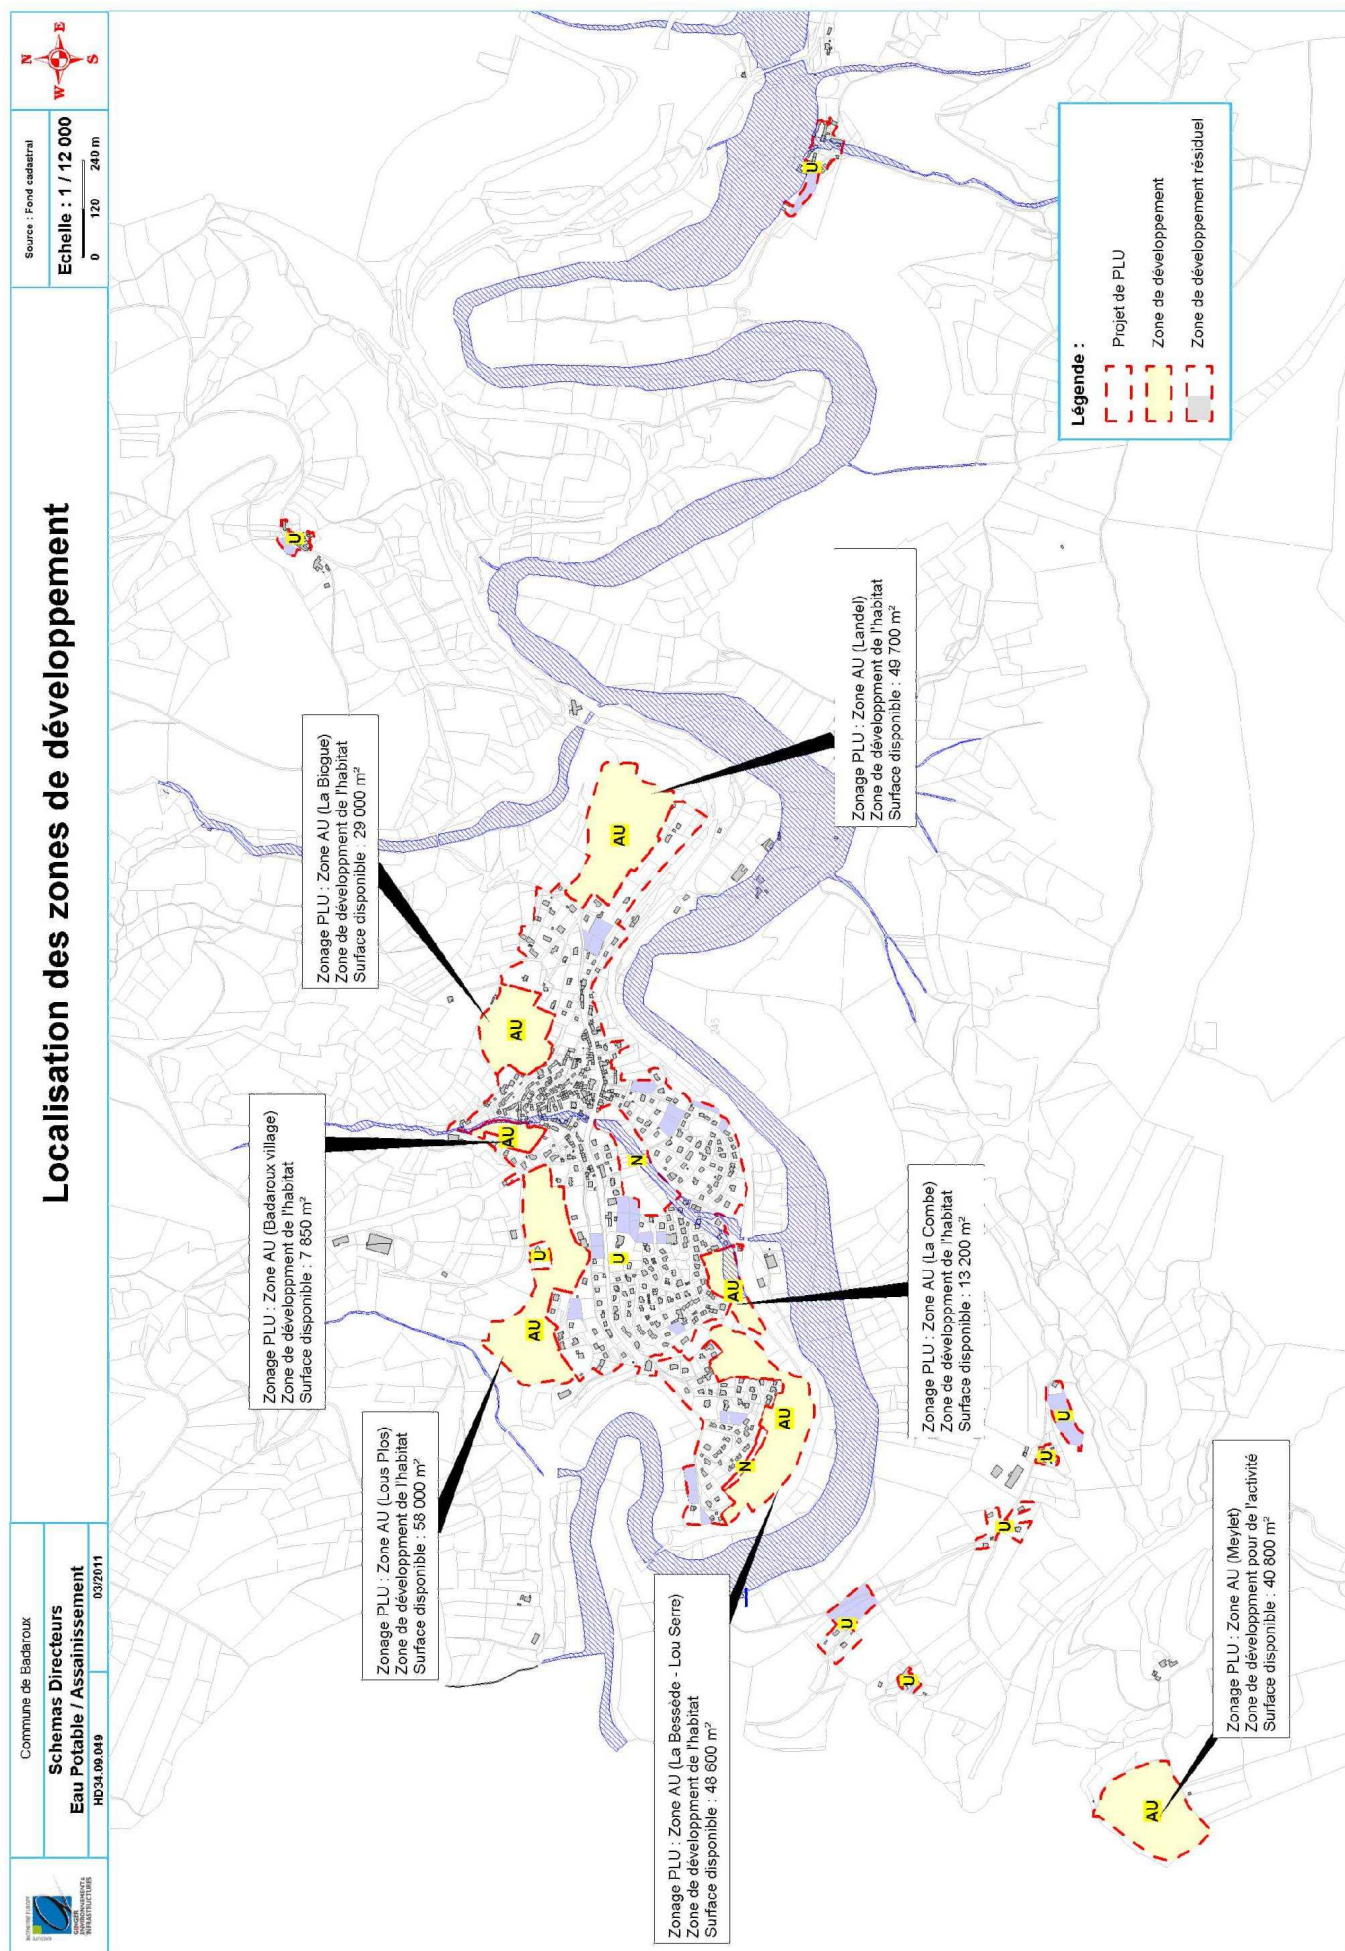 Commune de Badaroux
Schemas Directeurs
Eau Potable / Assainissement
HD34.09.049
03/2011
GINGER
ENVIRONNEMENT &
INFRASTRUCTURES
Localisation des zones de développement
Source : Fond cadastral
Echelle : 1 / 12 000
0 120 240 m
N
E
S
W
Zonage PLU : Zone AU (La Biogue)
Zone de développment de l'habitat
Surface disponible : 29 000 m²
Zonage PLU : Zone AU (Badaroux village)
Zone de développment de l'habitat
Surface disponible : 7 850 m²
Zonage PLU : Zone AU (Lous Plos)
Zone de développment de l'habitat
Surface disponible : 58 000 m²
Zonage PLU : Zone AU (La Bessède - Lou Serre)
Zone de développment de l'habitat
Surface disponible : 48 600 m²
Zonage PLU : Zone AU (Landel)
Zone de développment de l'habitat
Surface disponible : 49 700 m²
Zonage PLU : Zone AU (La Combe)
Zone de développment de l'habitat
Surface disponible : 13 200 m²
Zonage PLU : Zone AU (Meylet)
Zone de développment pour de l'activité
Surface disponible : 40 800 m²
U
U
AU
AU
AU
U
AU
N
U
AU
AU
N
U
U
U
U
U
AU
Légende :
Projet de PLU
Zone de développement
Zone de développement résiduel